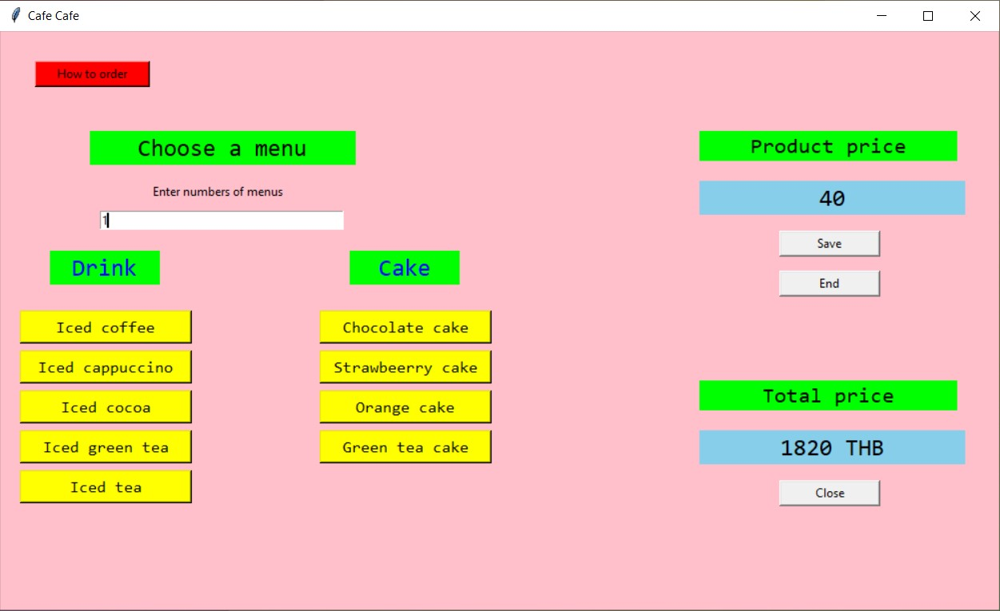 Cafe Cafe
How to order
Choose a menu
Enter numbers of menus
1
Drink
Cake
Iced coffee
Chocolate cake
Iced cappuccino
Strawbeerry cake
Iced cocoa
Orange cake
Iced green tea
Green tea cake
Iced tea
Product price
40
Save
End
Total price
1820 THB
Close